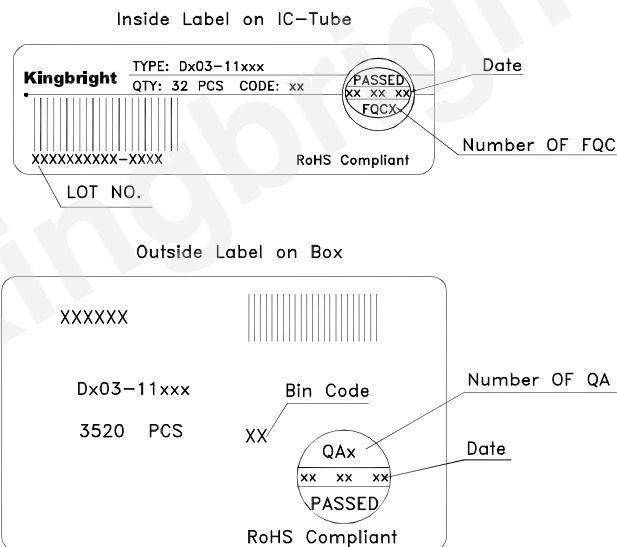 Inside Label on IC-Tube
Kingbright
TYPE: Dx03-11xxx
QTY: 32 PCS CODE: xx
PASSED
xx xx xx
FQCX
Date
Number OF FQC
XXXXXXXXXX-XXXX
RoHS Compliant
LOT NO.
Outside Label on Box
XXXXXX
Dx03-11xxx
3520 PCS
Bin Code
XX
Number OF QA
QAx
xx xx xx
PASSED
Date
RoHS Compliant
Kingbright